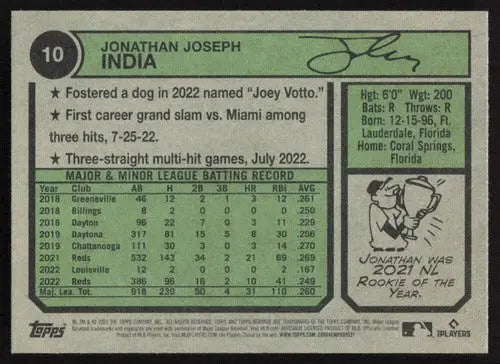 10
JONATHAN JOSEPH
INDIA
★ Fostered a dog in 2022 named "Joey Votto."
★ First career grand slam vs. Miami among
three hits, 7-25-22.
★ Three-straight multi-hit games, July 2022.
Hgt: 6'0" Wgt: 200
Bats: R Throws: R
Born: 12-15-96, Ft.
Lauderdale, Florida
Home: Coral Springs,
Florida
MAJOR & MINOR LEAGUE BATTING RECORD
Year Club AB H 2B 3B HR RBI AVG
2018 Greeneville 46 12 2 1 3 12 .261
2018 Billings 8 2 0 0 0 0 .250
2018 Dayton 96 22 7 0 3 11 .229
2019 Daytona 317 81 15 5 8 30 .256
2019 Chattanooga 111 30 3 0 3 14 .270
2021 Reds 532 143 34 2 21 69 .269
2022 Louisville 12 2 0 0 0 0 .167
2022 Reds 386 96 16 2 10 41 .249
Maj. Lea. Tot. 918 239 50 4 31 110 .260
JONATHAN WAS
2021 NL
ROOKIE OF THE
YEAR.
TOPPS
MLB
PLAYERS